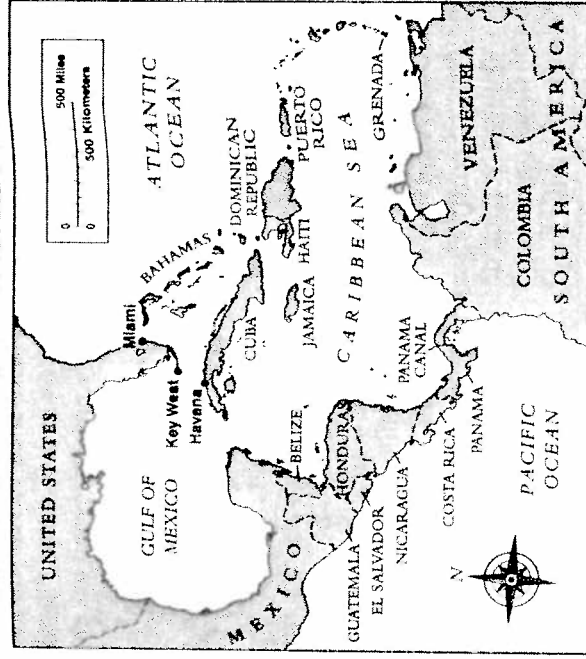 UNITED STATES
ATLANTIC
OCEAN
0 500 Miles
0 500 Kilometers
GULF OF
MEXICO
Miami
Key West
Havana
BAHAMAS
CUBA
DOMINICAN
REPUBLIC
HAITI
PUERTO
RICO
JAMAICA
MEXICO
BELIZE
HONDURAS
GUATEMALA
EL SALVADOR
NICARAGUA
COSTA RICA
PANAMA
PANAMA
CANAL
CARIBBEAN SEA
GRENADA
VENEZUELA
COLOMBIA
SOUTH AMERICA
PACIFIC
OCEAN
N